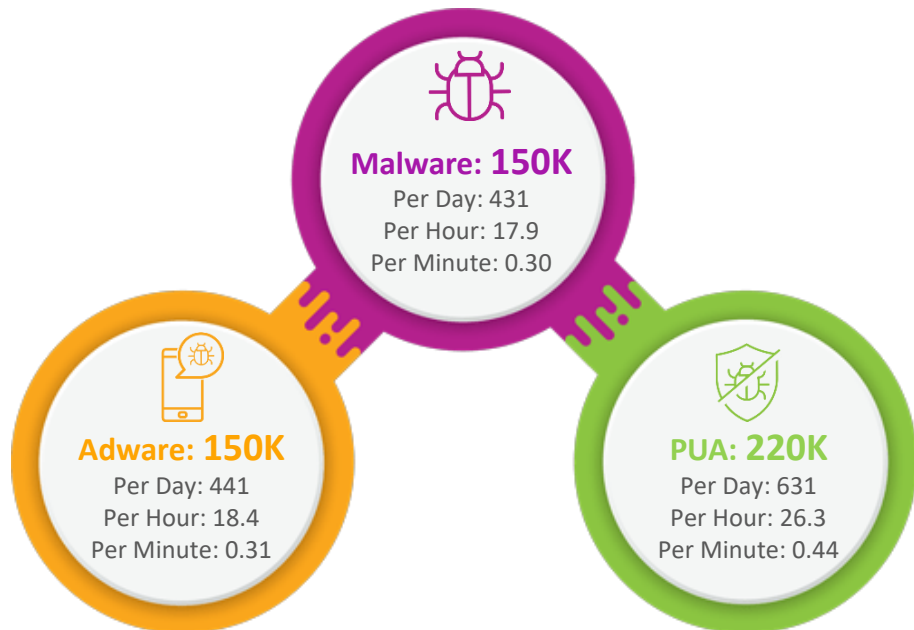 Malware: 150K
Per Day: 431
Per Hour: 17.9
Per Minute: 0.30
Adware: 150K
Per Day: 441
Per Hour: 18.4
Per Minute: 0.31
PUA: 220K
Per Day: 631
Per Hour: 26.3
Per Minute: 0.44